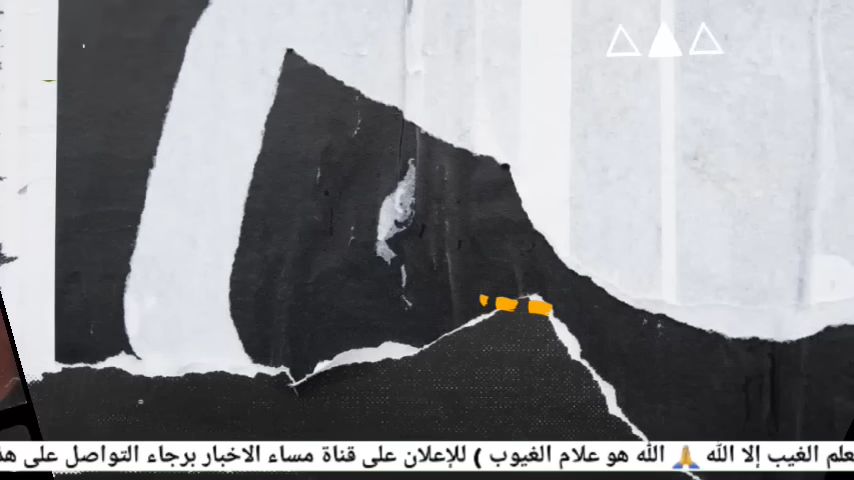 علم الغيب إلا الله 🙏 الله هو علام الغيوب ) للإعلان على قناة مساء الاخبار برجاء التواصل على